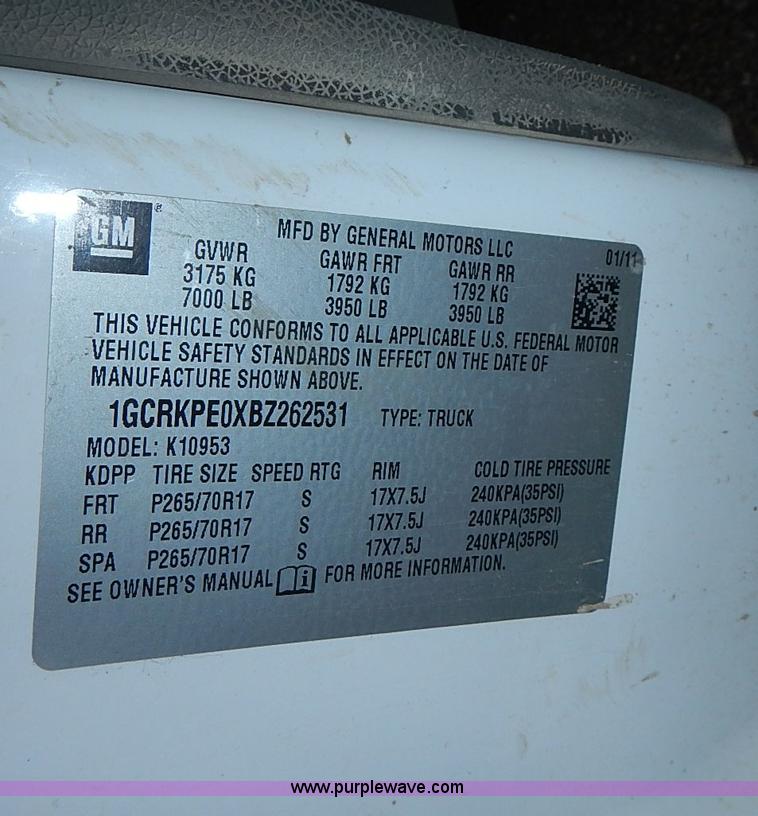 GM ®
MFD BY GENERAL MOTORS LLC 01/11
GVWR GAWR FRT GAWR RR
3175 KG 1792 KG 1792 KG
7000 LB 3950 LB 3950 LB
THIS VEHICLE CONFORMS TO ALL APPLICABLE U.S. FEDERAL MOTOR
VEHICLE SAFETY STANDARDS IN EFFECT ON THE DATE OF
MANUFACTURE SHOWN ABOVE.
1GCRKPE0XBZ262531 TYPE: TRUCK
MODEL: K10953
KDPP TIRE SIZE SPEED RTG RIM COLD TIRE PRESSURE
FRT P265/70R17 S 17X7.5J 240KPA(35PSI)
RR P265/70R17 S 17X7.5J 240KPA(35PSI)
SPA P265/70R17 S 17X7.5J 240KPA(35PSI)
SEE OWNER'S MANUAL i FOR MORE INFORMATION.
www.purplewave.com